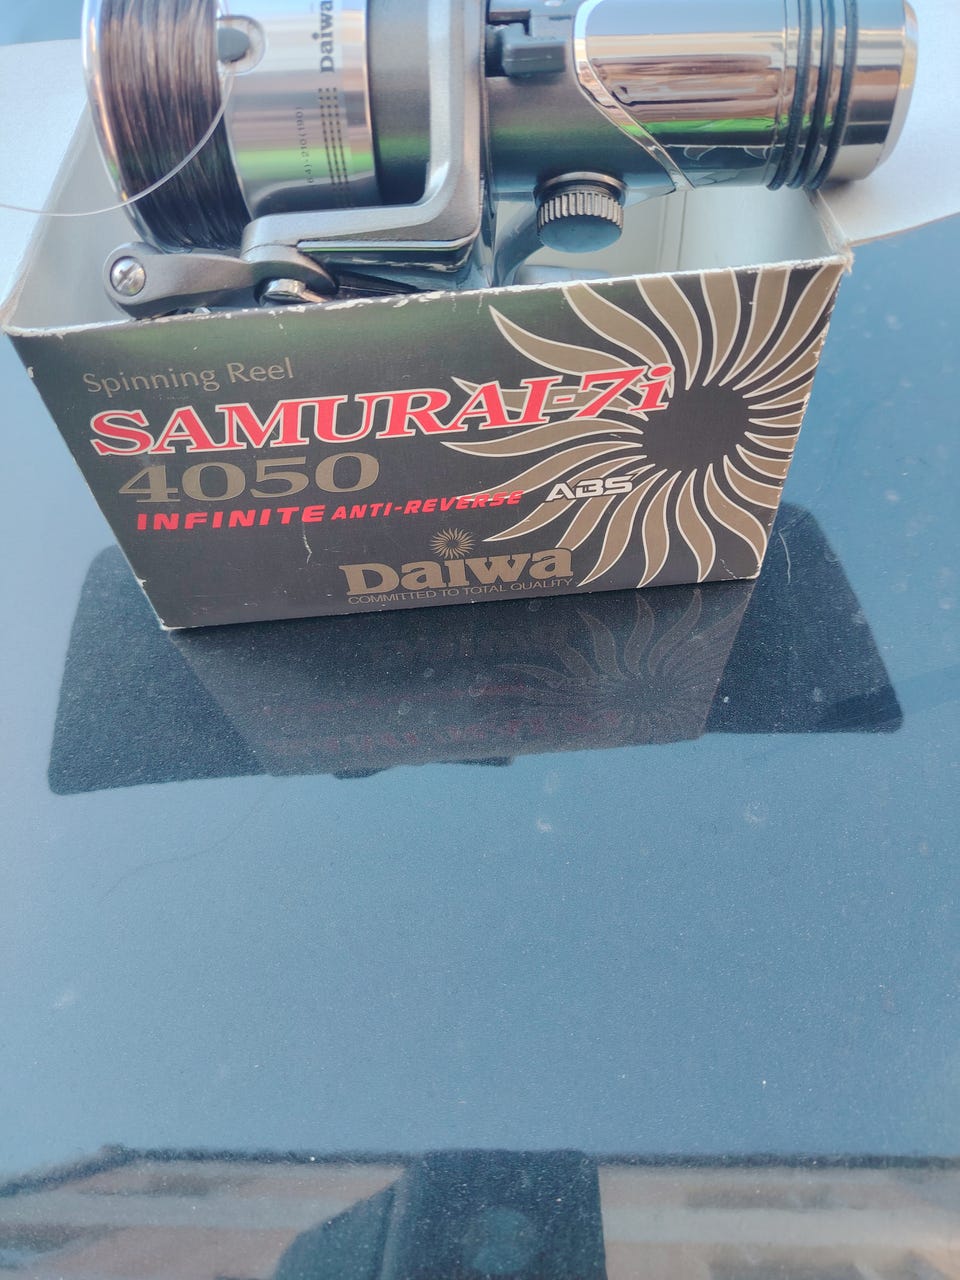 Daiwa
Spinning Reel
SAMURAI-7i
4050
INFINITE ANTI-REVERSE ABS
Daiwa
COMMITTED TO TOTAL QUALITY